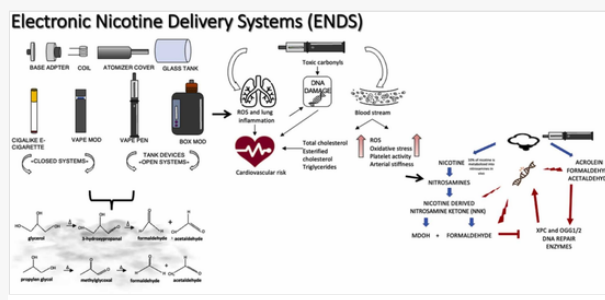 Electronic Nicotine Delivery Systems (ENDS)
BASE ADPTER
COIL
ATOMIZER COVER
GLASS TANK
CIGALIKE E-
CIGARETTE
VAPE MOD
VAPE PEN
BOX MOD
«CLOSED SYSTEMS»
TANK DEVICES
«OPEN SYSTEMS»
glycerol
3-hydroxypropanal
formaldehyde
+ acetaldehyde
propylen glycol
methylglyoxal
formaldehyde
acetaldehyde
Toxic carbonyls
DNA
DAMAGE
ROS and lung
inflammation
Blood stream
Cardiovascular risk
Total cholesterol
Esterified
cholesterol
Triglycerides
ROS
Oxidative stress
Platelet activity
Arterial stiffness
NICOTINE
NITROSAMINES
NICOTINE DERIVED
NITROSAMINE KETONE (NNK)
MDOH + FORMALDEHYDE
ACROLEIN
FORMALDEHY
ACETALDEHYD
XPC and OGG1/2
DNA REPAIR
ENZYMES